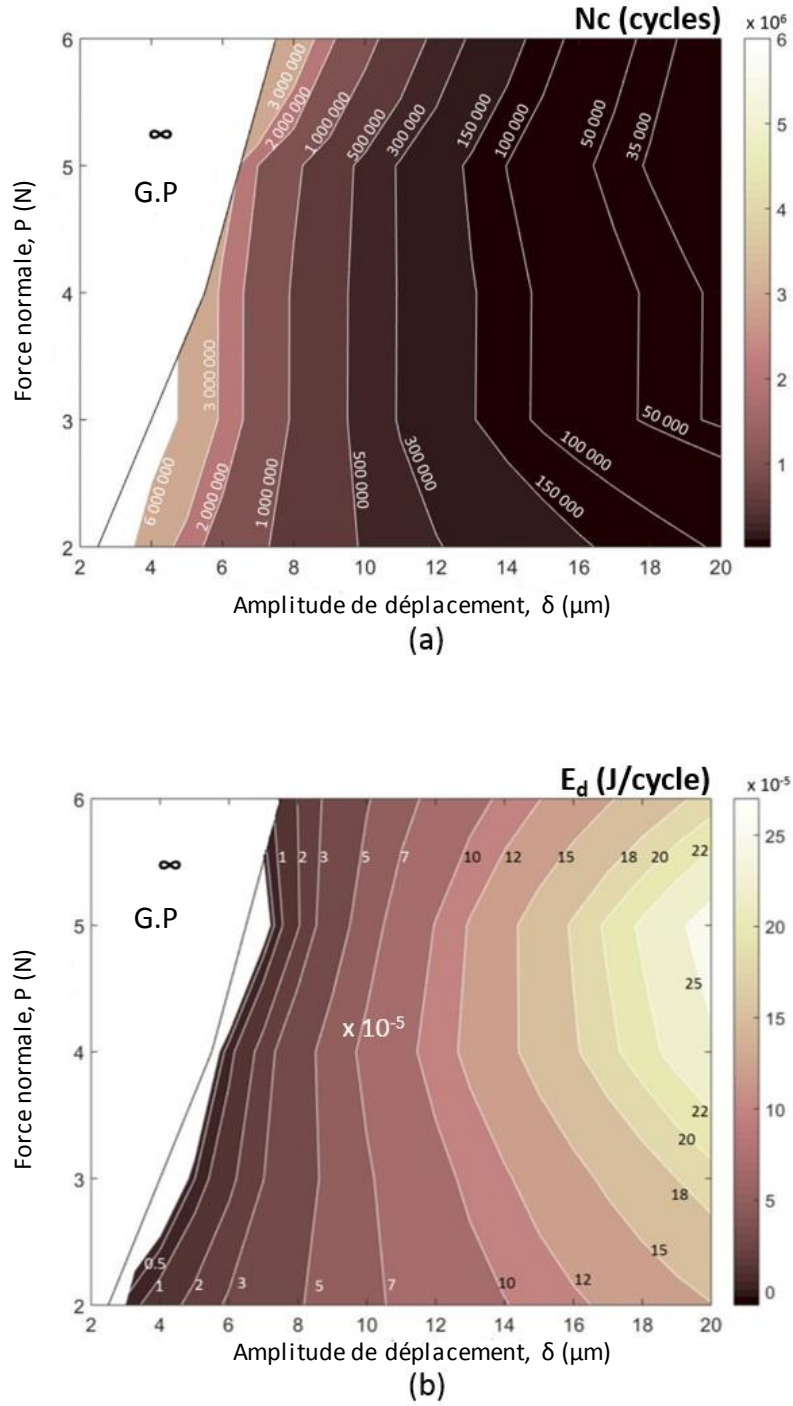 Nc (cycles)
x 10⁶
6
5
4
3
2
Force normale, P (N)
∞
G.P
3 000 000
2 000 000
1 000 000
500 000
300 000
150 000
100 000
50 000
35 000
3 000 000
6 000 000
2 000 000
1 000 000
500 000
300 000
150 000
100 000
50 000
6
5
4
3
2
1
2 4 6 8 10 12 14 16 18 20
Amplitude de déplacement, δ (µm)
(a)
E_d (J/cycle)
x 10⁻⁵
6
5
4
3
2
Force normale, P (N)
∞
G.P
1 2 3 5 7 10 12 15 18 20 22
25
x 10⁻⁵
22
20
18
15
0.5
1 2 3 5 7 10 12
25
20
15
10
5
0
2 4 6 8 10 12 14 16 18 20
Amplitude de déplacement, δ (µm)
(b)